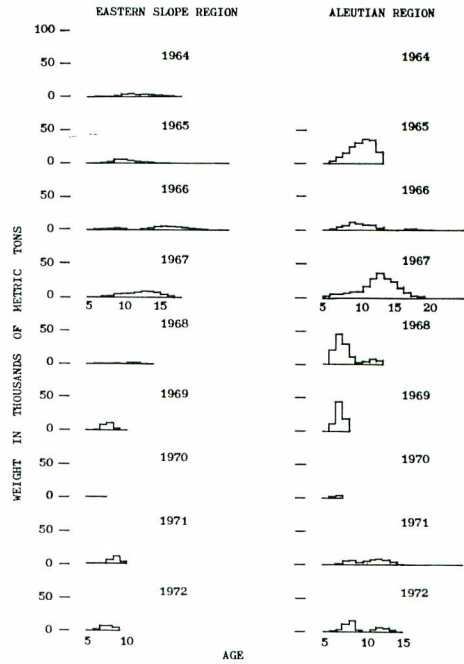 EASTERN SLOPE REGION ALEUTIAN REGION
100
50 1964 1964
0
50 1965 1965
0
50 1966 1966
0
50 1967 1967
0
5 10 15 5 10 15 20
50 1968 1968
0
50 1969 1969
0
50 1970 1970
0
50 1971 1971
0
50 1972 1972
0
5 10 5 10 15
AGE
WEIGHT IN THOUSANDS OF METRIC TONS